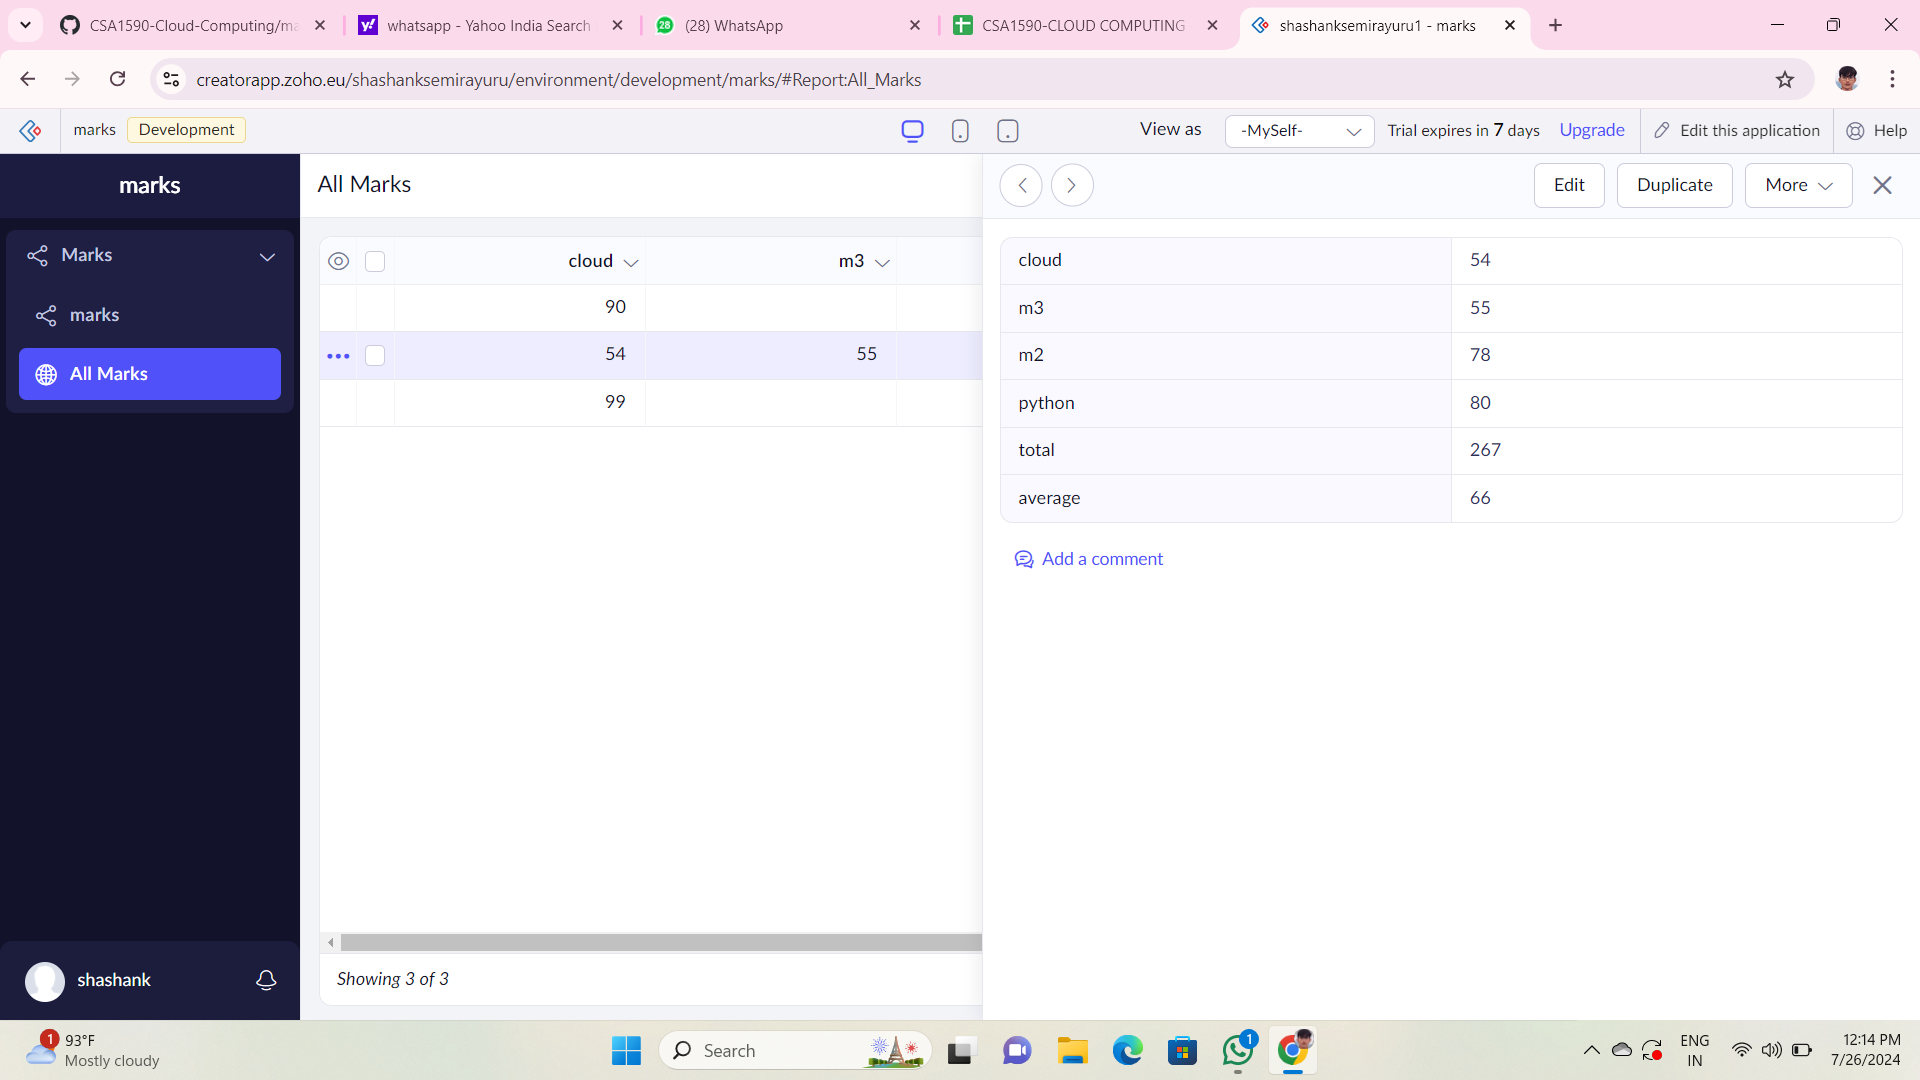 CSA1590-Cloud-Computing/ma
whatsapp - Yahoo India Search
28
(28) WhatsApp
CSA1590-CLOUD COMPUTING
shashanksemirayuru1 - marks
creatorapp.zoho.eu/shashanksemirayuru/environment/development/marks/#Report:All_Marks
marks
Development
View as
-MySelf-
Trial expires in 7 days
Upgrade
Edit this application
Help
marks
Marks
marks
All Marks
shashank
All Marks
cloud m3
90
54 55
99
Showing 3 of 3
Edit
Duplicate
More
cloud 54
m3 55
m2 78
python 80
total 267
average 66
Add a comment
1
93°F
Mostly cloudy
Search
1
ENG
IN
12:14 PM
7/26/2024